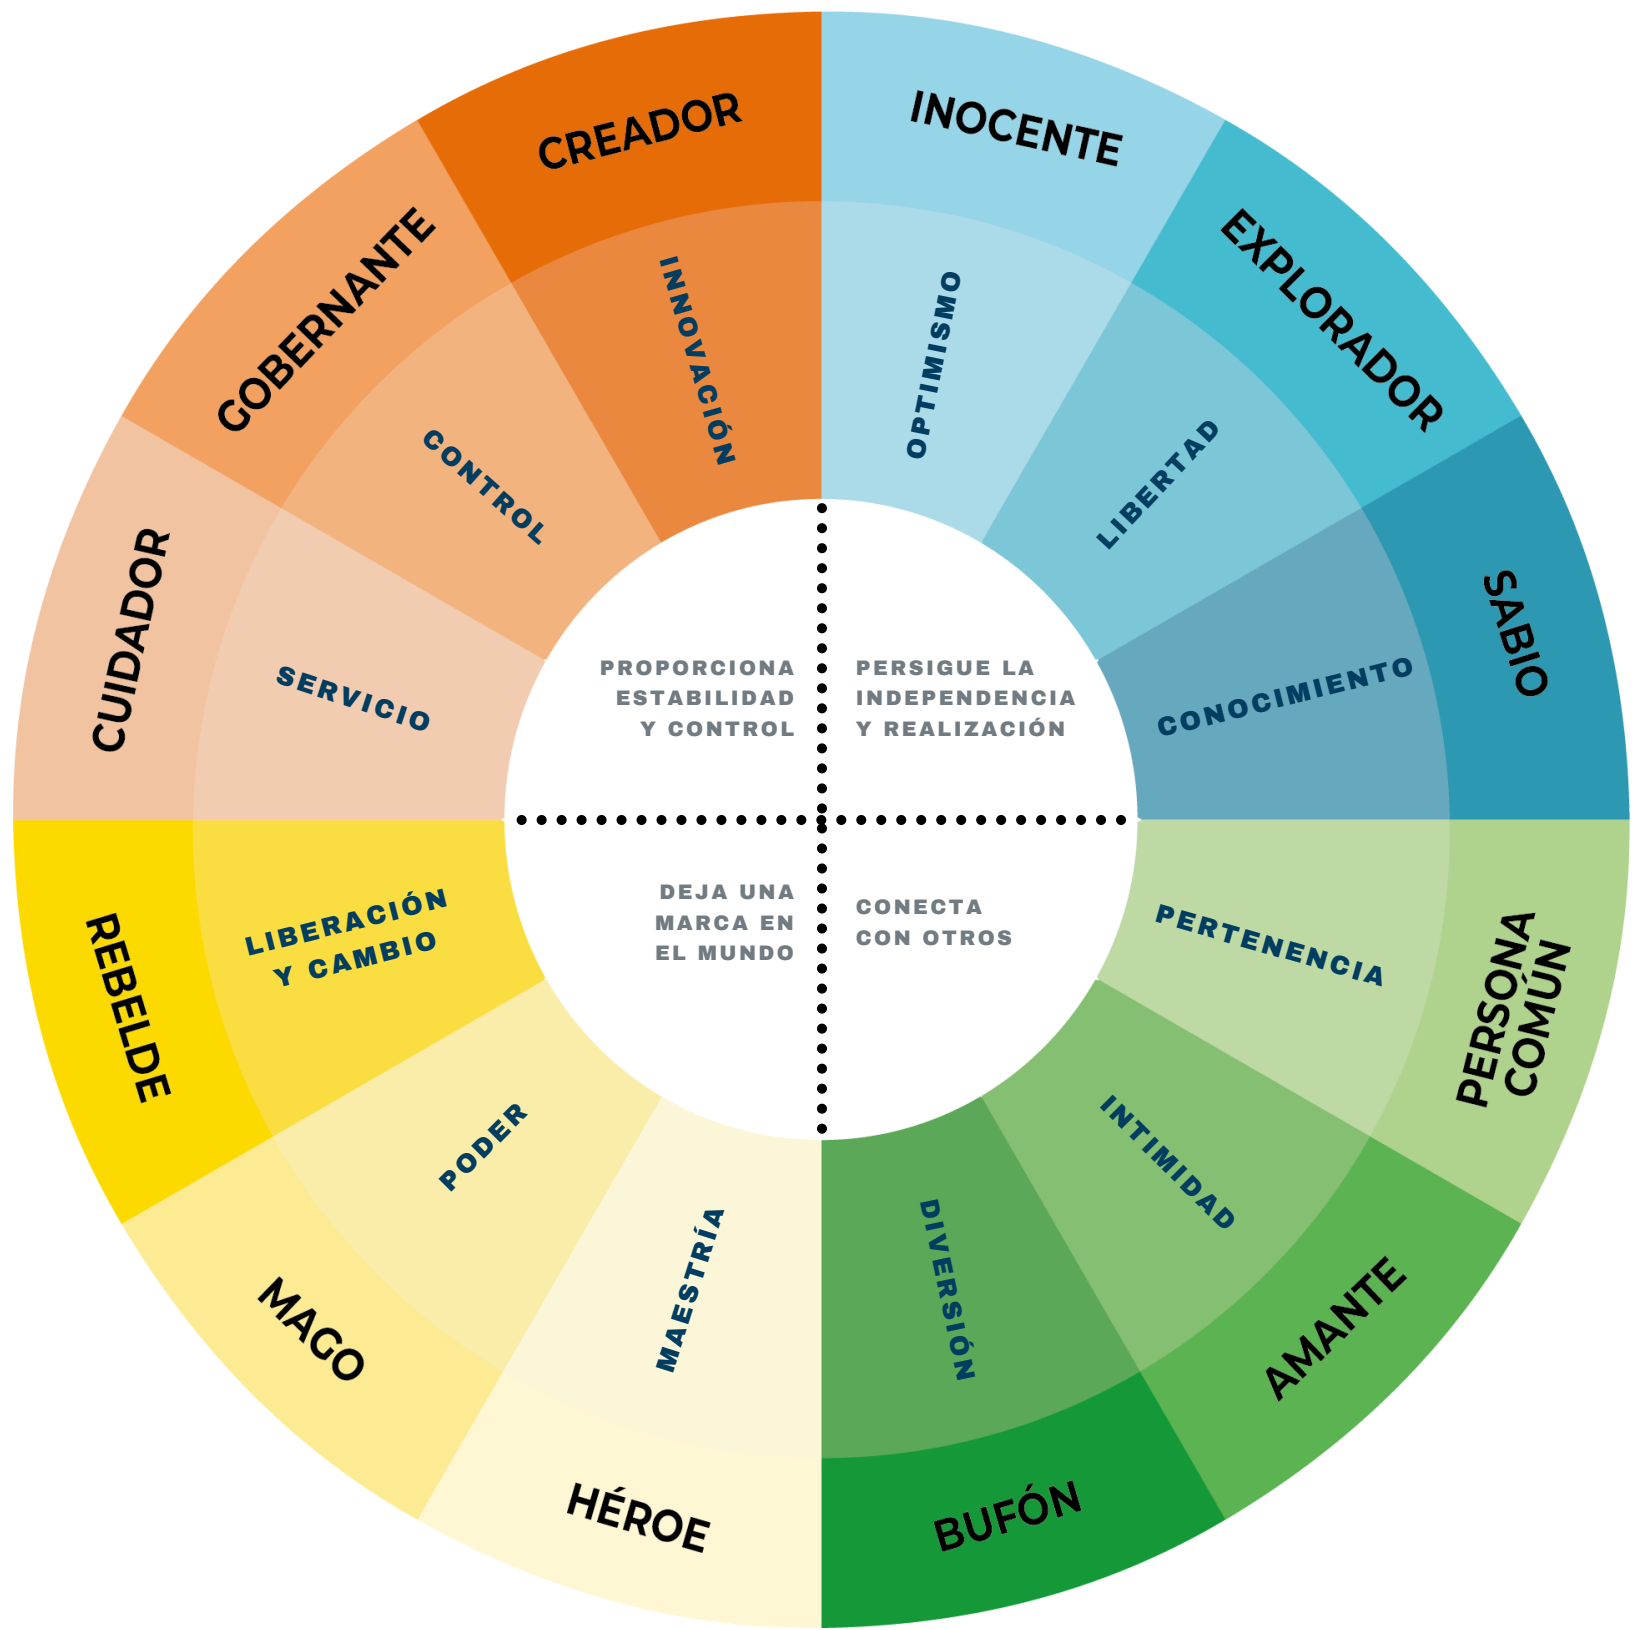 CREADOR
INOCENTE
EXPLORADOR
SABIO
PERSONA
COMÚN
AMANTE
BUFÓN
HÉROE
MAGO
REBELDE
CUIDADOR
GOBERNANTE
INNOVACIÓN
OPTIMISMO
LIBERTAD
CONOCIMIENTO
PERTENENCIA
INTIMIDAD
DIVERSIÓN
MAESTRÍA
PODER
LIBERACIÓN
Y CAMBIO
SERVICIO
CONTROL
PROPORCIONA
ESTABILIDAD
Y CONTROL
PERSIGUE LA
INDEPENDENCIA
Y REALIZACIÓN
DEJA UNA
MARCA EN
EL MUNDO
CONECTA
CON OTROS